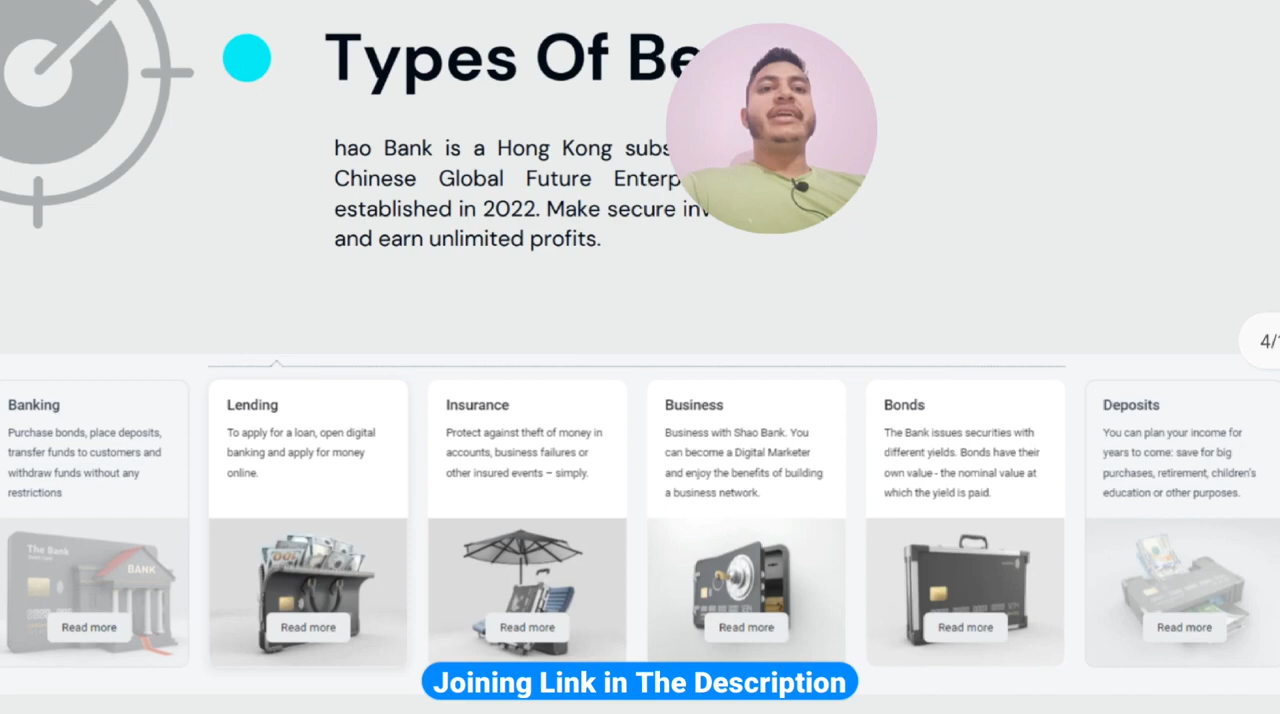 Types Of Be
hao Bank is a Hong Kong subs
Chinese Global Future Enterp
established in 2022. Make secure inv
and earn unlimited profits.
4/1
Banking
Purchase bonds, place deposits,
transfer funds to customers and
withdraw funds without any
restrictions
The Bank
BANK
Read more
Lending
To apply for a loan, open digital
banking and apply for money
online.
Read more
Insurance
Protect against theft of money in
accounts, business failures or
other insured events – simply.
Read more
Business
Business with Shao Bank. You
can become a Digital Marketer
and enjoy the benefits of building
a business network.
Read more
Bonds
The Bank issues securities with
different yields. Bonds have their
own value - the nominal value at
which the yield is paid.
Read more
Deposits
You can plan your income for
years to come: save for big
purchases, retirement, children's
education or other purposes.
Read more
Joining Link in The Description